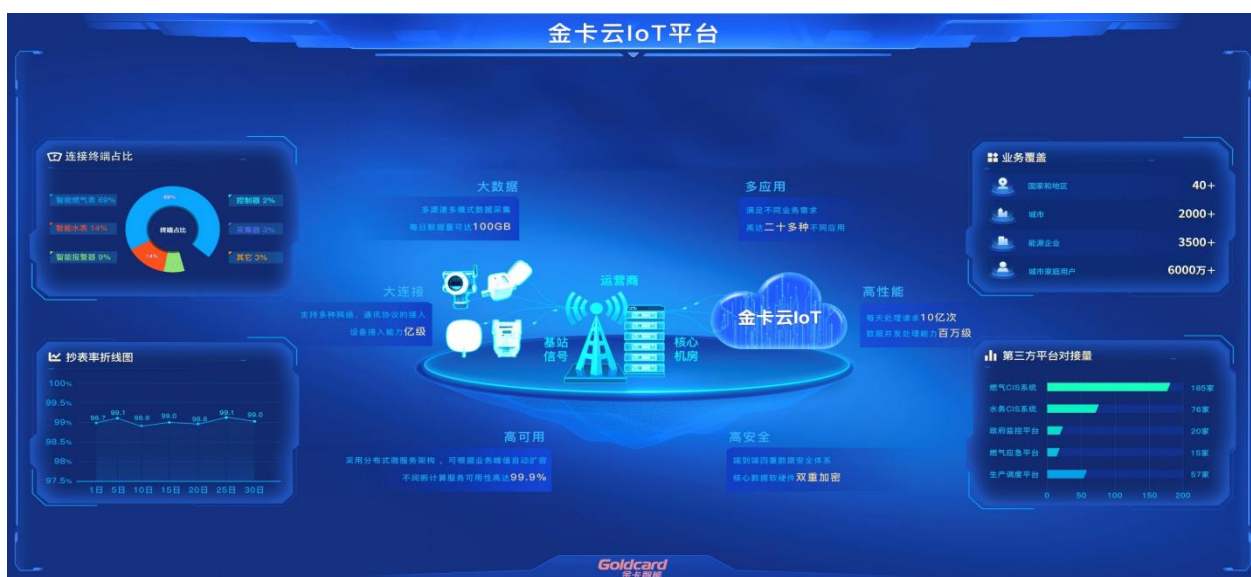 金卡云IoT平台
连接终端占比
智能燃气表 69%
智能水表 14%
智能报警器 9%
69%
终端占比
14%
控制器 2%
采集器 3%
其它 3%
抄表率折线图
100%
99.5%
99%
98.5%
98%
97.5%
99.1
98.9
99.0
98.8
99.1
99.0
1日 5日 10日 15日 20日 25日 30日
大数据
多渠道多模式数据采集
每日数据量可达100GB
多应用
满足不同业务需求
高达二十多种不同应用
大连接
支持多种网络、通讯协议的接入
设备接入能力亿级
运营商
基站
信号
核心
机房
金卡云IoT
高性能
每天处理请求10亿次
数据并发处理能力百万级
高可用
采用分布式微服务架构，可根据业务峰值自动扩容
不间断计算服务可用性高达99.9%
高安全
端到端四重数据安全体系
核心数据软硬件双重加密
业务覆盖
国家和地区 40+
城市 2000+
能源企业 3500+
城市家庭用户 6000万+
第三方平台对接量
燃气CIS系统 185家
水务CIS系统 76家
政府监控平台 20家
燃气应急平台 15家
生产调度平台 57家
0 50 100 150 200
Goldcard
金卡智能